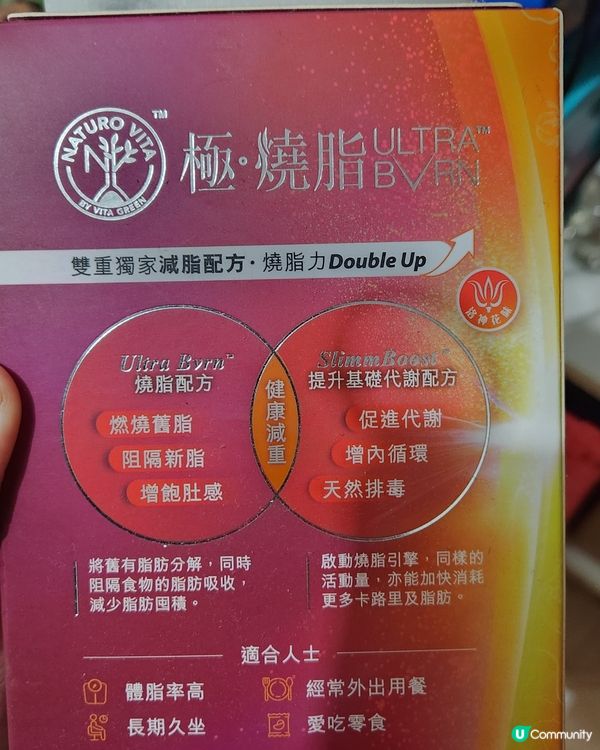 NATURO VITA
BY VITA GREEN
TM
極·燒脂 ULTRA BVRN™
雙重獨家減脂配方·燒脂力Double Up
洛神花味
Ultra Bvrn™
燒脂配方
燃燒舊脂
阻隔新脂
增飽肚感
健康減重
SlimmBoost™
提升基礎代謝配方
促進代謝
增內循環
天然排毒
將舊有脂肪分解，同時
阻隔食物的脂肪吸收，
減少脂肪囤積。
啟動燒脂引擎，同樣的
活動量，亦能加快消耗
更多卡路里及脂肪。
適合人士
體脂率高
經常外出用餐
長期久坐
愛吃零食
U Community